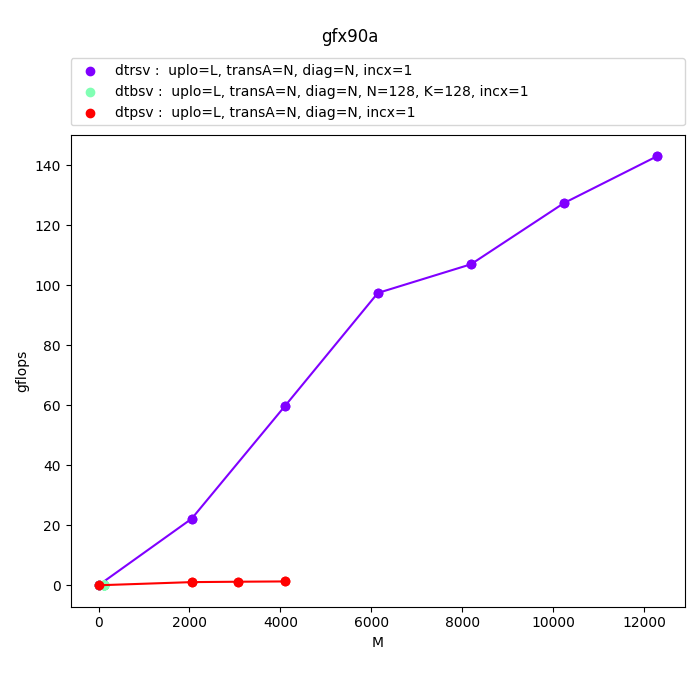 gfx90a
dtrsv :  uplo=L, transA=N, diag=N, incx=1
dtbsv :  uplo=L, transA=N, diag=N, N=128, K=128, incx=1
dtpsv :  uplo=L, transA=N, diag=N, incx=1
140
120
100
80
60
40
20
0
gflops
0 2000 4000 6000 8000 10000 12000
M